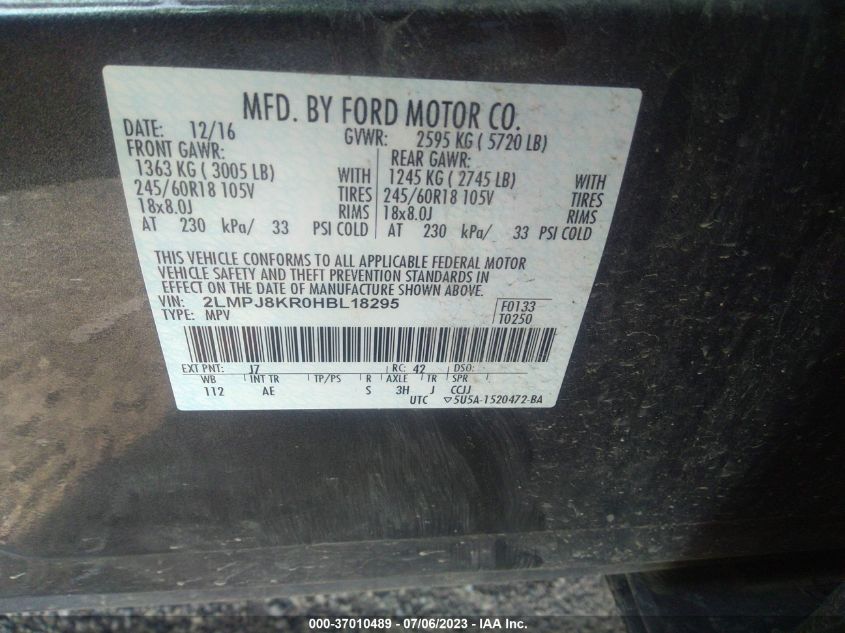 MFD. BY FORD MOTOR CO.
DATE: 12/16 GVWR: 2595 KG ( 5720 LB)
FRONT GAWR: REAR GAWR:
1363 KG ( 3005 LB) WITH 1245 KG ( 2745 LB) WITH
245/60R18 105V TIRES 245/60R18 105V TIRES
18x8.0J RIMS 18x8.0J RIMS
AT 230 kPa/ 33 PSI COLD AT 230 kPa/ 33 PSI COLD
THIS VEHICLE CONFORMS TO ALL APPLICABLE FEDERAL MOTOR
VEHICLE SAFETY AND THEFT PREVENTION STANDARDS IN
EFFECT ON THE DATE OF MANUFACTURE SHOWN ABOVE.
VIN: 2LMPJ8KR0HBL18295 F0133
TYPE: MPV T0250
EXT PNT: J7 RC: 42 DSO:
WB INT TR TP/PS R AXLE TR SPR
112 AE S 3H J CCJJ
UTC ▽5U5A-1520472-BA
000-37010489 - 07/06/2023 - IAA Inc.